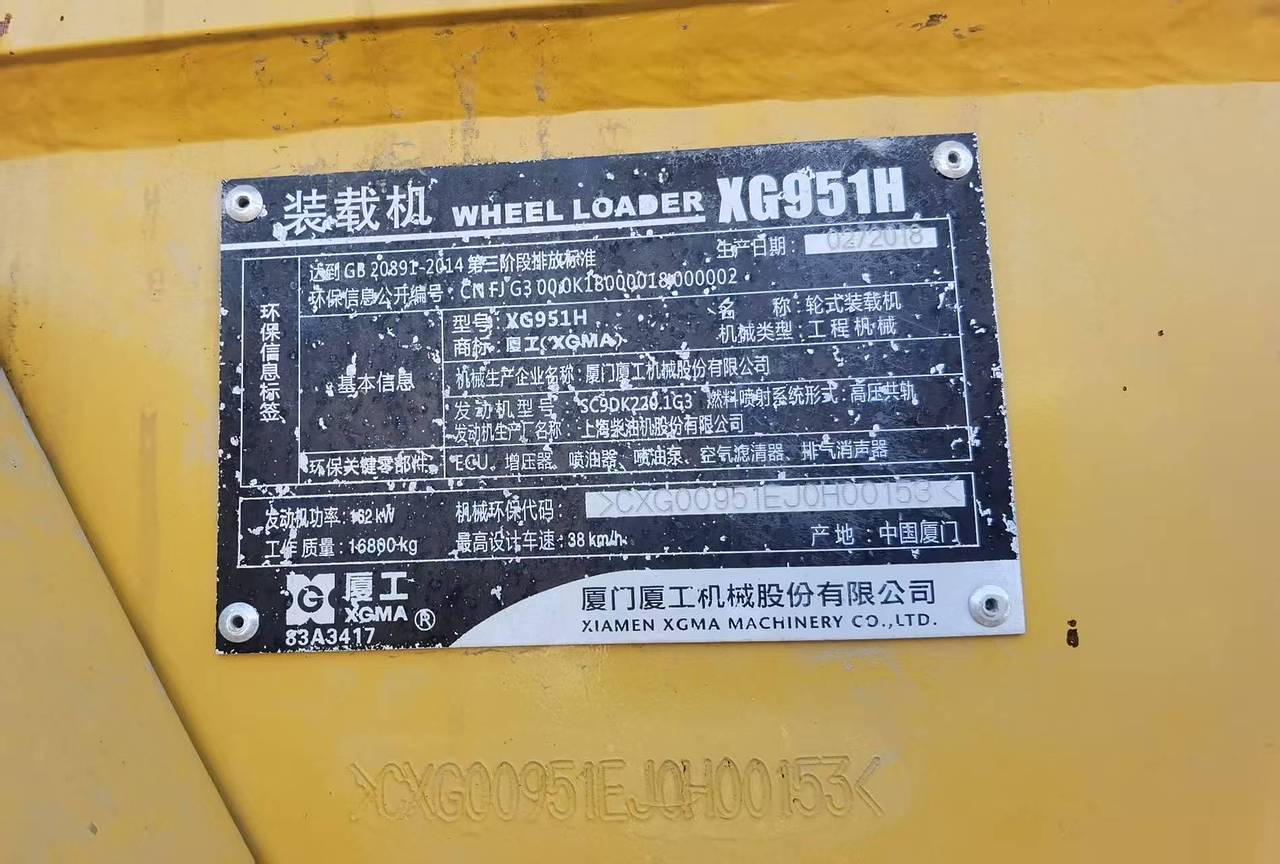 装载机 WHEEL LOADER XG951H
达到 GB 20891-2014 第三阶段排放标准 生产日期: 02/2018
环保信息公开编号: CN FJ G3 00 0K18000018 000002
环保信息标签
基本信息
型号: XG951H 名 称: 轮式装载机
商标: 厦工(XGMA) 机械类型: 工程机械
机械生产企业名称: 厦门厦工机械股份有限公司
发动机型号: SC9DK220.1G3 燃料喷射系统形式: 高压共轨
发动机生产厂名称: 上海柴油机股份有限公司
环保关键零部件 ECU、增压器、喷油器、喷油泵、空气滤清器、排气消声器
发动机功率: 162 kW 机械环保代码: >CXG00951EJ0H00153<
工作质量: 16800 kg 最高设计车速: 38 km/h 产地: 中国厦门
厦工
XGMA ®
83A3417
厦门厦工机械股份有限公司
XIAMEN XGMA MACHINERY CO.,LTD.
>CXG00951EJ0H00153<